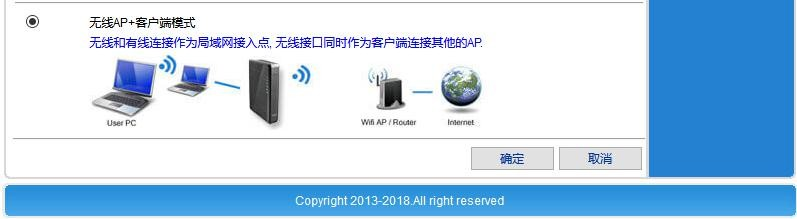 无线AP+客户端模式
无线和有线连接作为局域网接入点, 无线接口同时作为客户端连接其他的AP.
User PC
Wifi AP / Router
Internet
确定
取消
Copyright 2013-2018.All right reserved